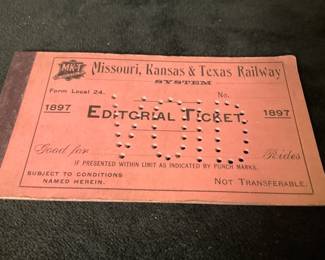 MK&T
Missouri, Kansas & Texas Railway
SYSTEM
Form Local 24. No.
1897 EDITORIAL TICKET. 1897
VOID
Good for Rides
IF PRESENTED WITHIN LIMIT AS INDICATED BY PUNCH MARKS.
SUBJECT TO CONDITIONS
NAMED HEREIN.
NOT TRANSFERABLE.